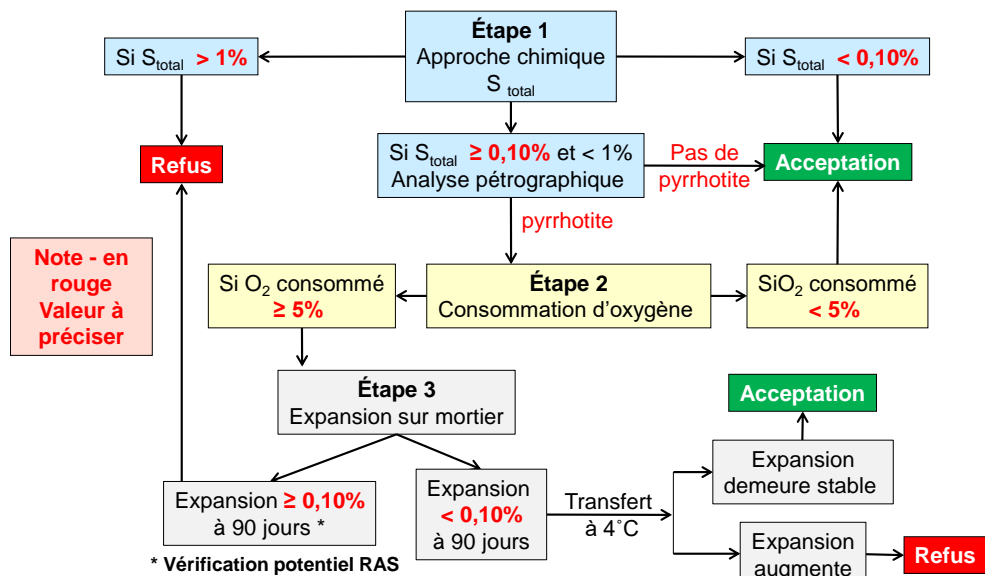 Étape 1
Approche chimique
S total
Si S total > 1%
Si S total < 0,10%
Refus
Si S total ≥ 0,10% et < 1%
Analyse pétrographique
Pas de
pyrrhotite
Acceptation
pyrrhotite
Note - en
rouge
Valeur à
préciser
Si O2 consommé
≥ 5%
Étape 2
Consommation d'oxygène
SiO2 consommé
< 5%
Étape 3
Expansion sur mortier
Acceptation
Expansion ≥ 0,10%
à 90 jours *
Expansion
< 0,10%
à 90 jours
Transfert
à 4°C
Expansion
demeure stable
Expansion
augmente
Refus
* Vérification potentiel RAS